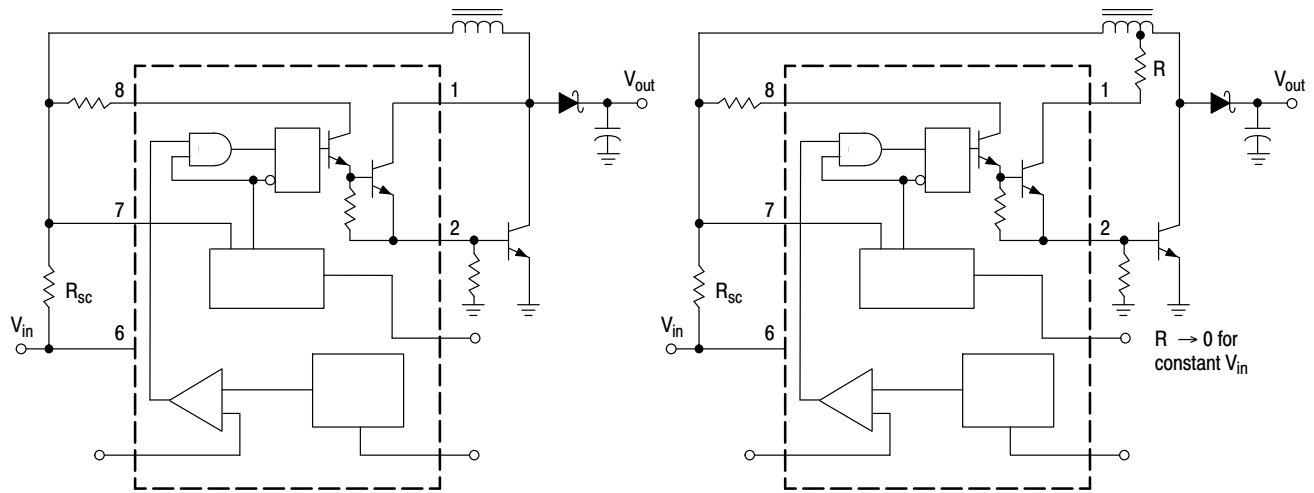 8
1
V_out
7
2
R_sc
V_in
6
R
8
1
V_out
7
2
R_sc
V_in
6
R → 0 for
constant V_in